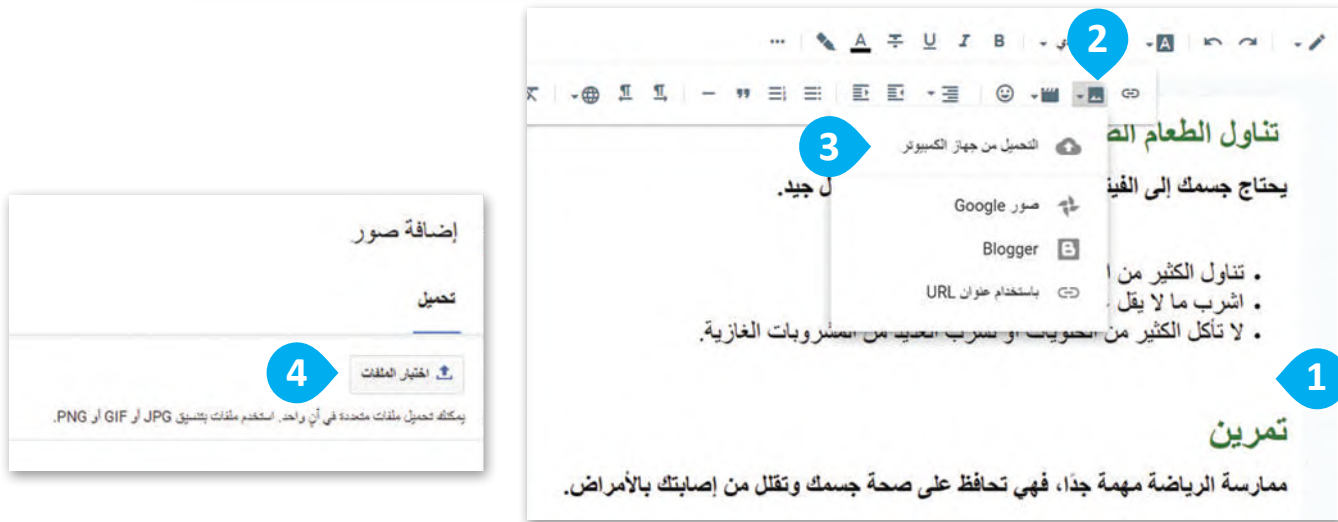 2
A U I B
3
تناول الطعام
التحميل من جهاز الكمبيوتر
يحتاج جسمك إلى
ل جيد.
صور Google
Blogger
باستخدام عنوان URL
• تناول الكثير من
• اشرب ما لا يقل
• لا تأكل الكثير من الحلويات أو تشرب العديد من المشروبات الغازية.
1
تمرين
ممارسة الرياضة مهمة جدًا، فهي تحافظ على صحة جسمك وتقلل من إصابتك بالأمراض.
إضافة صور
تحميل
4
اختيار الملفات
يمكنك تحميل ملفات متعددة في آنٍ واحد. استخدم ملفات بتنسيق JPG أو GIF أو PNG.